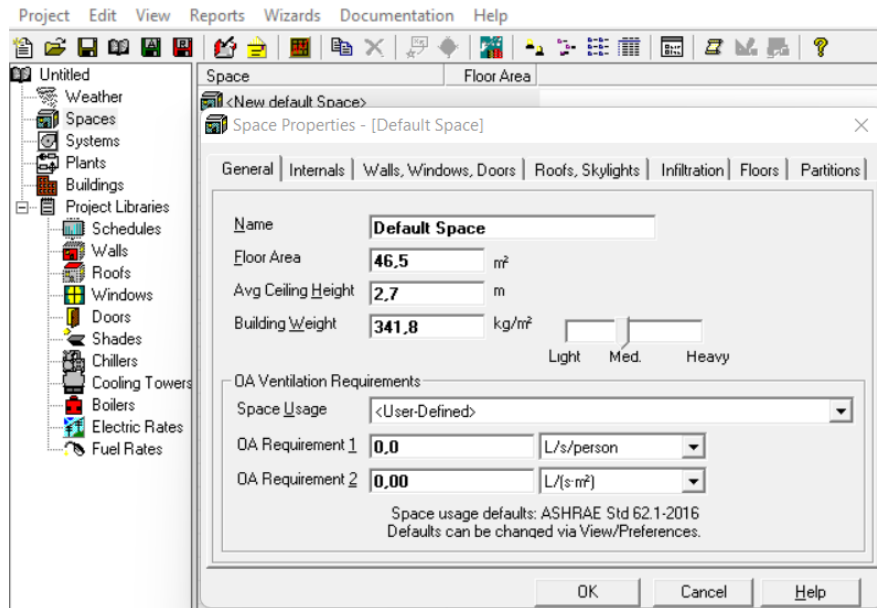 Project Edit View Reports Wizards Documentation Help
Untitled
Weather
Spaces
Systems
Plants
Buildings
Project Libraries
Schedules
Walls
Roofs
Windows
Doors
Shades
Chillers
Cooling Towers
Boilers
Electric Rates
Fuel Rates
Space Floor Area
<New default Space>
Space Properties - [Default Space]
General Internals Walls, Windows, Doors Roofs, Skylights Infiltration Floors Partitions
Name Default Space
Floor Area 46,5 m²
Avg Ceiling Height 2,7 m
Building Weight 341,8 kg/m²
Light Med. Heavy
OA Ventilation Requirements
Space Usage <User-Defined>
OA Requirement 1 0,0 L/s/person
OA Requirement 2 0,00 L/(s·m²)
Space usage defaults: ASHRAE Std 62.1-2016
Defaults can be changed via View/Preferences.
OK Cancel Help